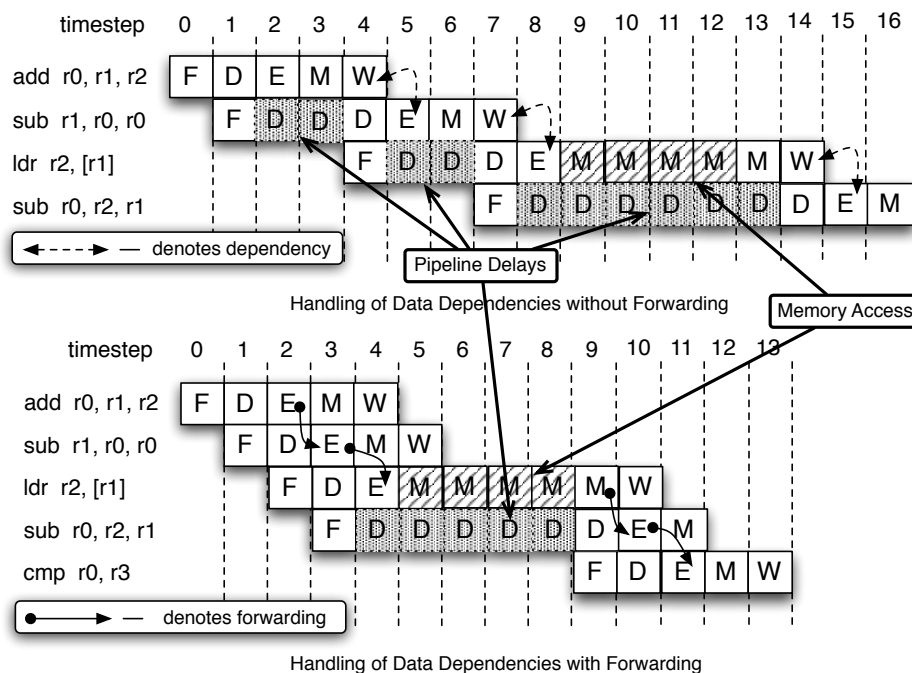 timestep 0 1 2 3 4 5 6 7 8 9 10 11 12 13 14 15 16
add r0, r1, r2 F D E M W
sub r1, r0, r0 F D D D E M W
ldr r2, [r1] F D D D E M M M M M W
sub r0, r2, r1 F D D D D D D D E M
— denotes dependency
Pipeline Delays
Handling of Data Dependencies without Forwarding
Memory Access
timestep 0 1 2 3 4 5 6 7 8 9 10 11 12 13
add r0, r1, r2 F D E M W
sub r1, r0, r0 F D E M W
ldr r2, [r1] F D E M M M M M W
sub r0, r2, r1 F D D D D D D E M
cmp r0, r3 F D E M W
— denotes forwarding
Handling of Data Dependencies with Forwarding